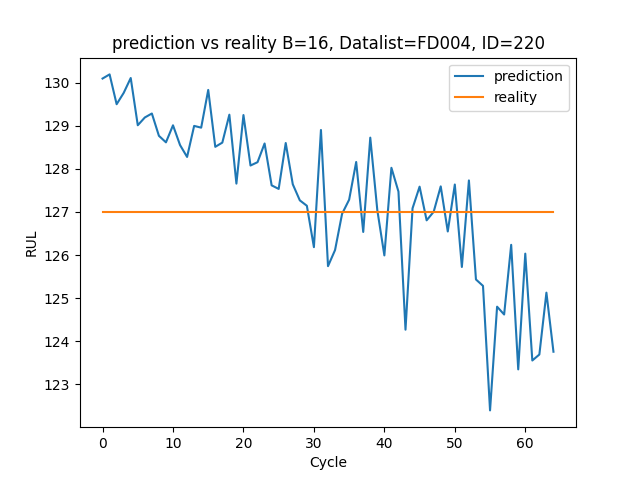 prediction vs reality B=16, Datalist=FD004, ID=220
prediction
reality
130
129
128
127
126
125
124
123
RUL
0 10 20 30 40 50 60
Cycle